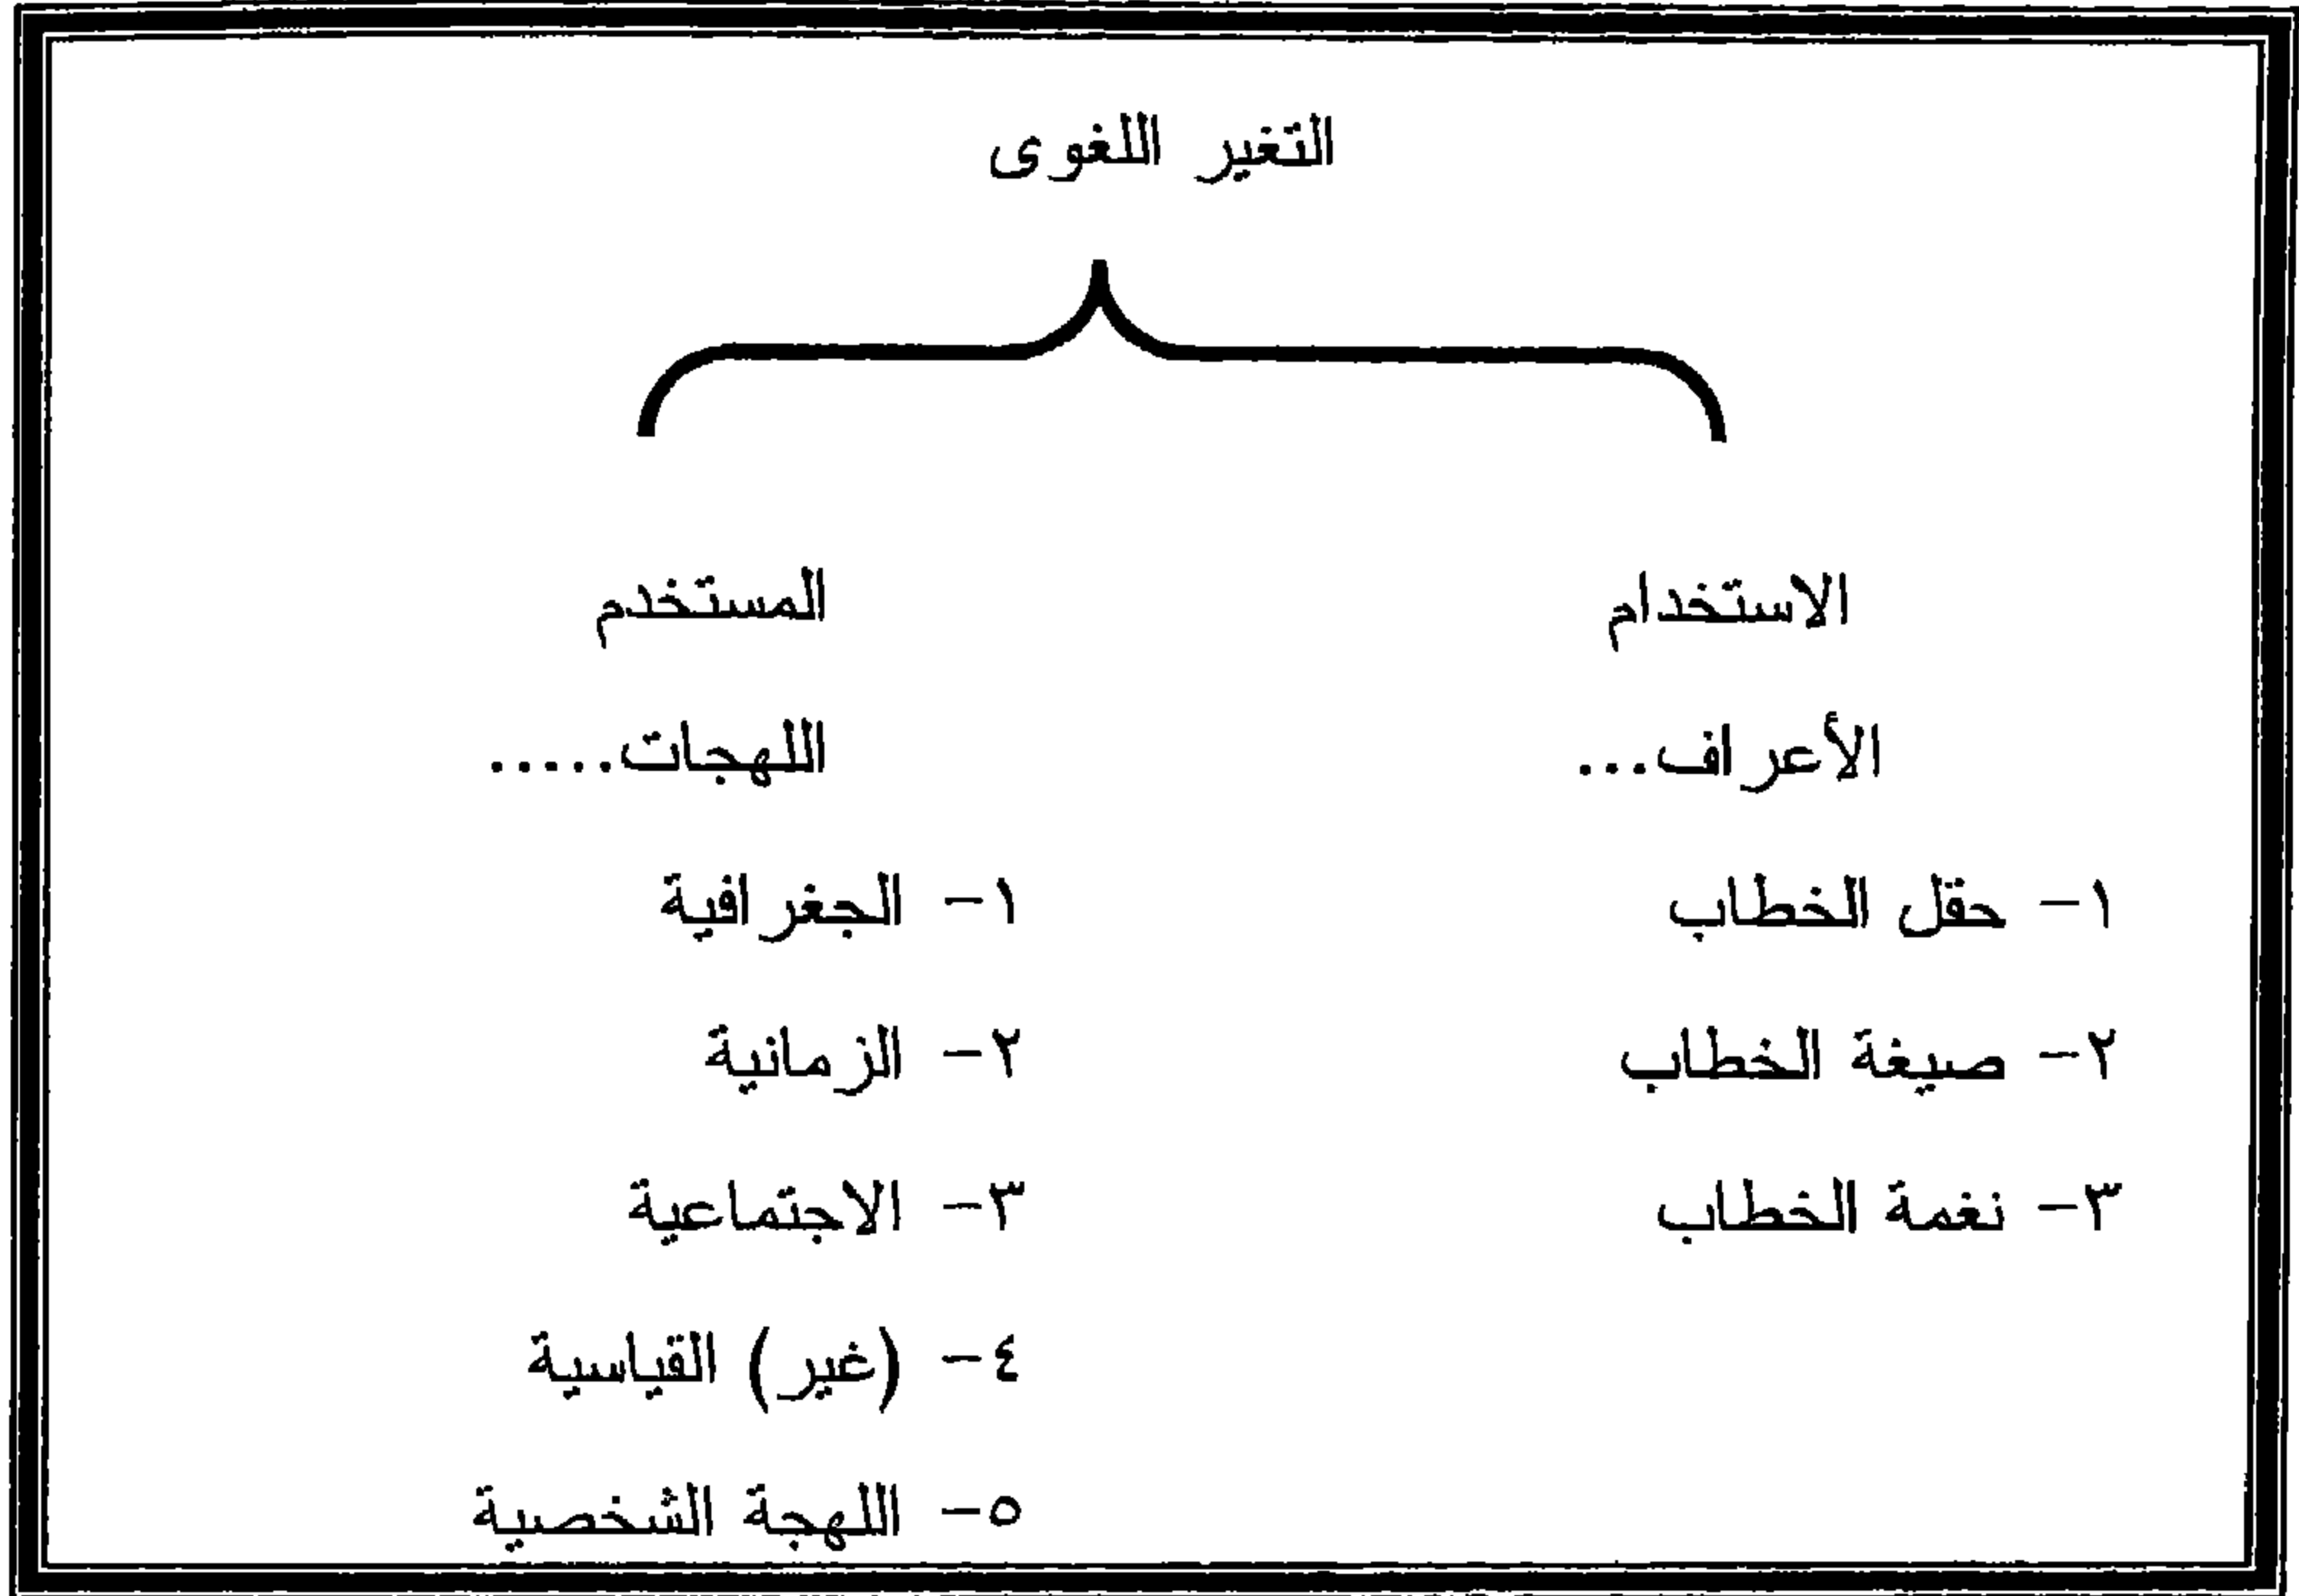 التغير اللغوى
الاستخدام
الأعراف...
١- حقل الخطاب
٢- صيغة الخطاب
٣- نغمة الخطاب
المستخدم
اللهجات.....
١- الجغرافية
٢- الزمانية
٣- الاجتماعية
٤- (غير) القياسية
٥- اللهجة الشخصية